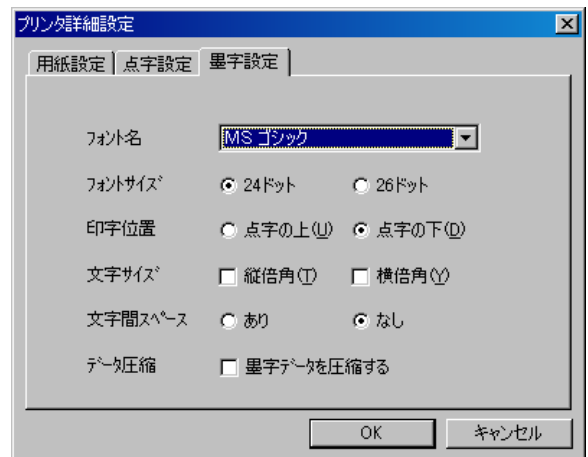 プリンタ詳細設定
用紙設定 点字設定 墨字設定
フォント名 MS ゴシック
フォントサイズ 24ドット 26ドット
印字位置 点字の上(U) 点字の下(D)
文字サイズ 縦倍角(T) 横倍角(Y)
文字間スペース あり なし
データ圧縮 墨字データを圧縮する
OK キャンセル